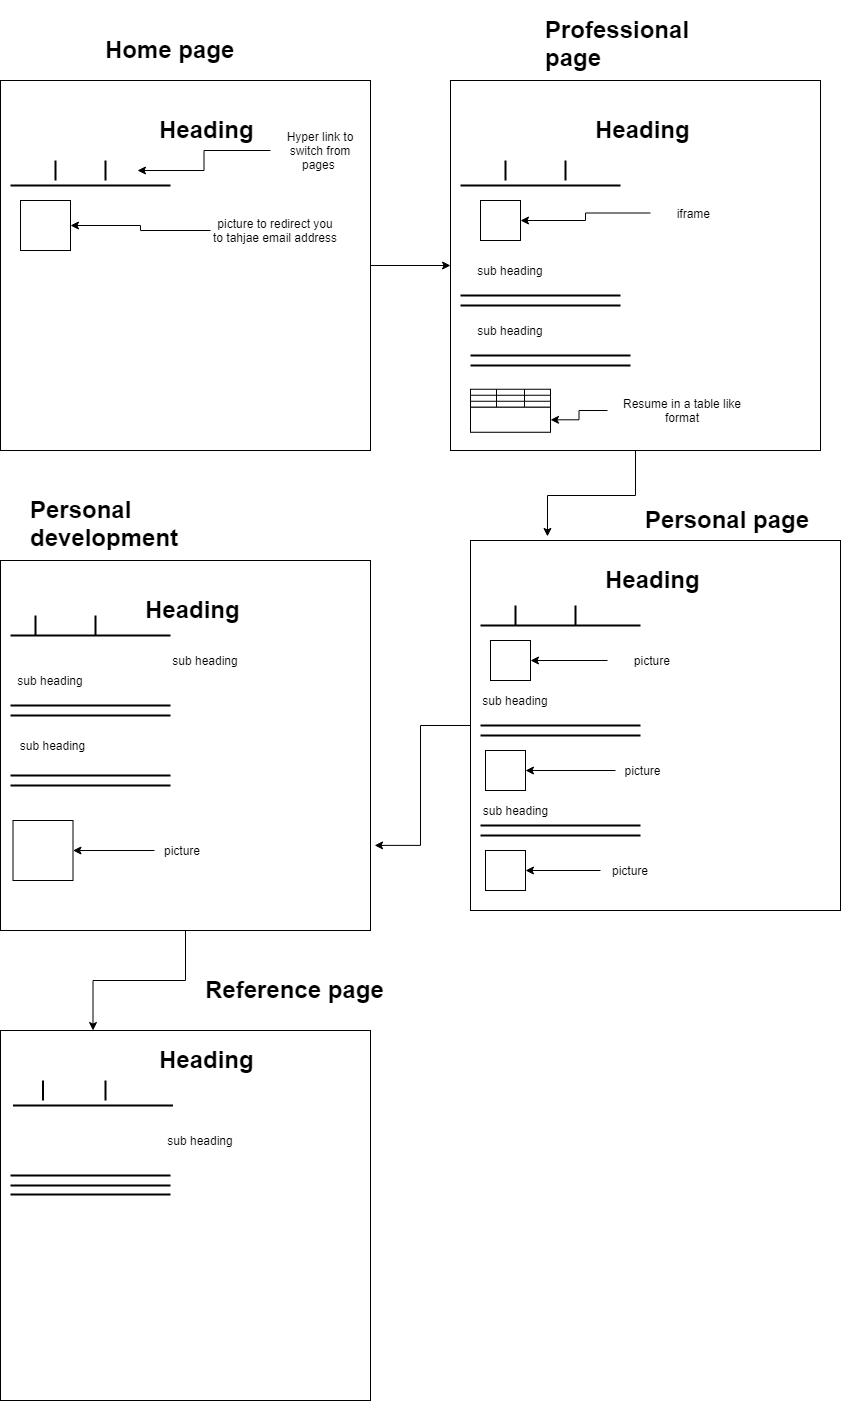 Home page
Heading
Hyper link to
switch from
pages
picture to redirect you
to tahjae email address
Professional
page
Heading
iframe
sub heading
sub heading
Resume in a table like
format
Personal page
Heading
picture
sub heading
picture
sub heading
picture
Personal
development
Heading
sub heading
sub heading
sub heading
picture
Reference page
Heading
sub heading